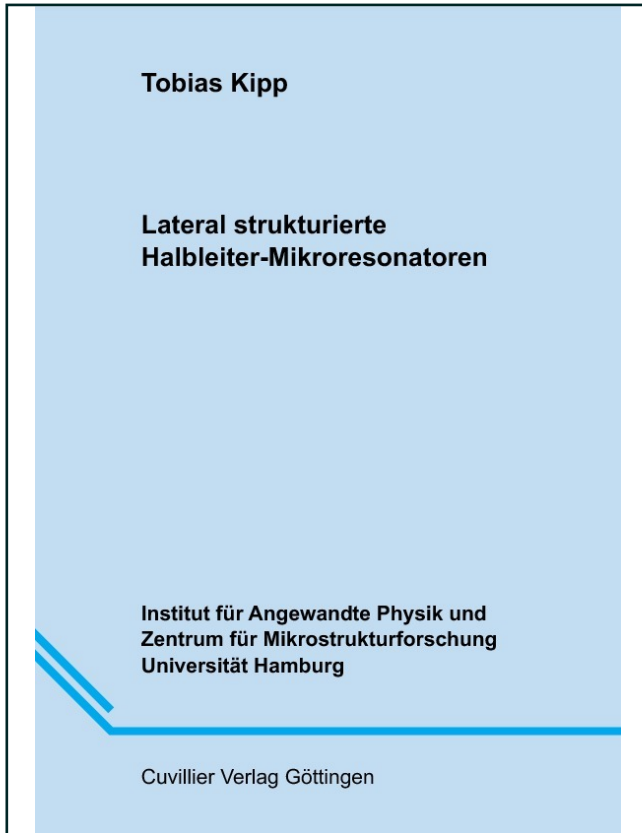 Tobias Kipp
Lateral strukturierte
Halbleiter-Mikroresonatoren
Institut für Angewandte Physik und
Zentrum für Mikrostrukturforschung
Universität Hamburg
Cuvillier Verlag Göttingen